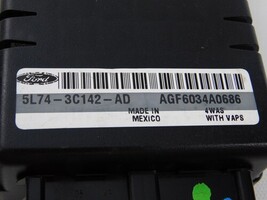 Ford
5L74-3C142-AD AGF6034A0686
MADE IN MEXICO 4WAS WITH VAPS